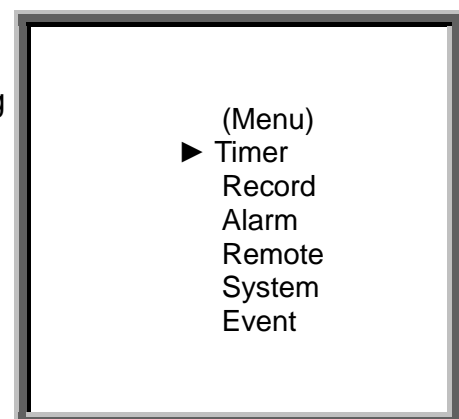 (Menu)
► Timer
Record
Alarm
Remote
System
Event